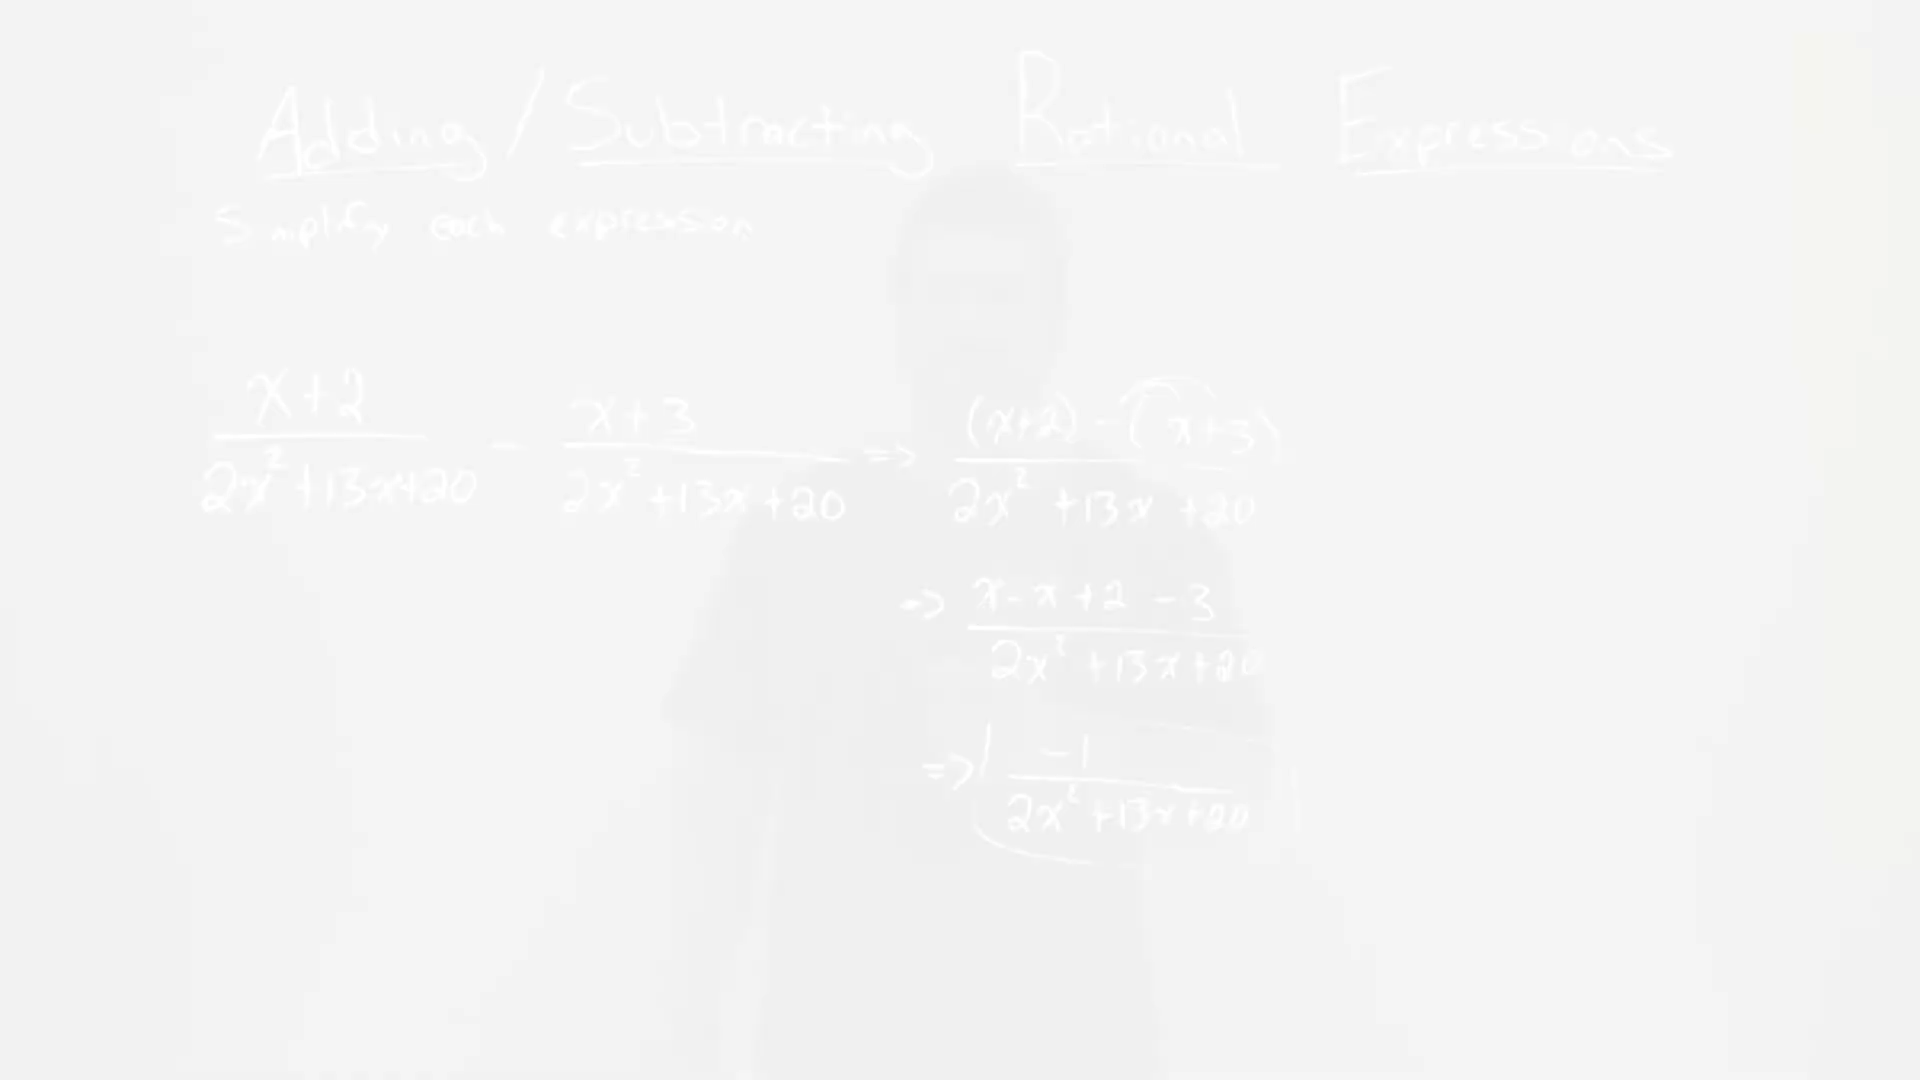 Adding / Subtracting Rational Expressions
Simplify each expression
x+2 / 2x²+13x+20 - x+3 / 2x²+13x+20 => (x+2) - (x+3) / 2x²+13x+20
=> x-x+2-3 / 2x²+13x+20
=> -1 / 2x²+13x+20